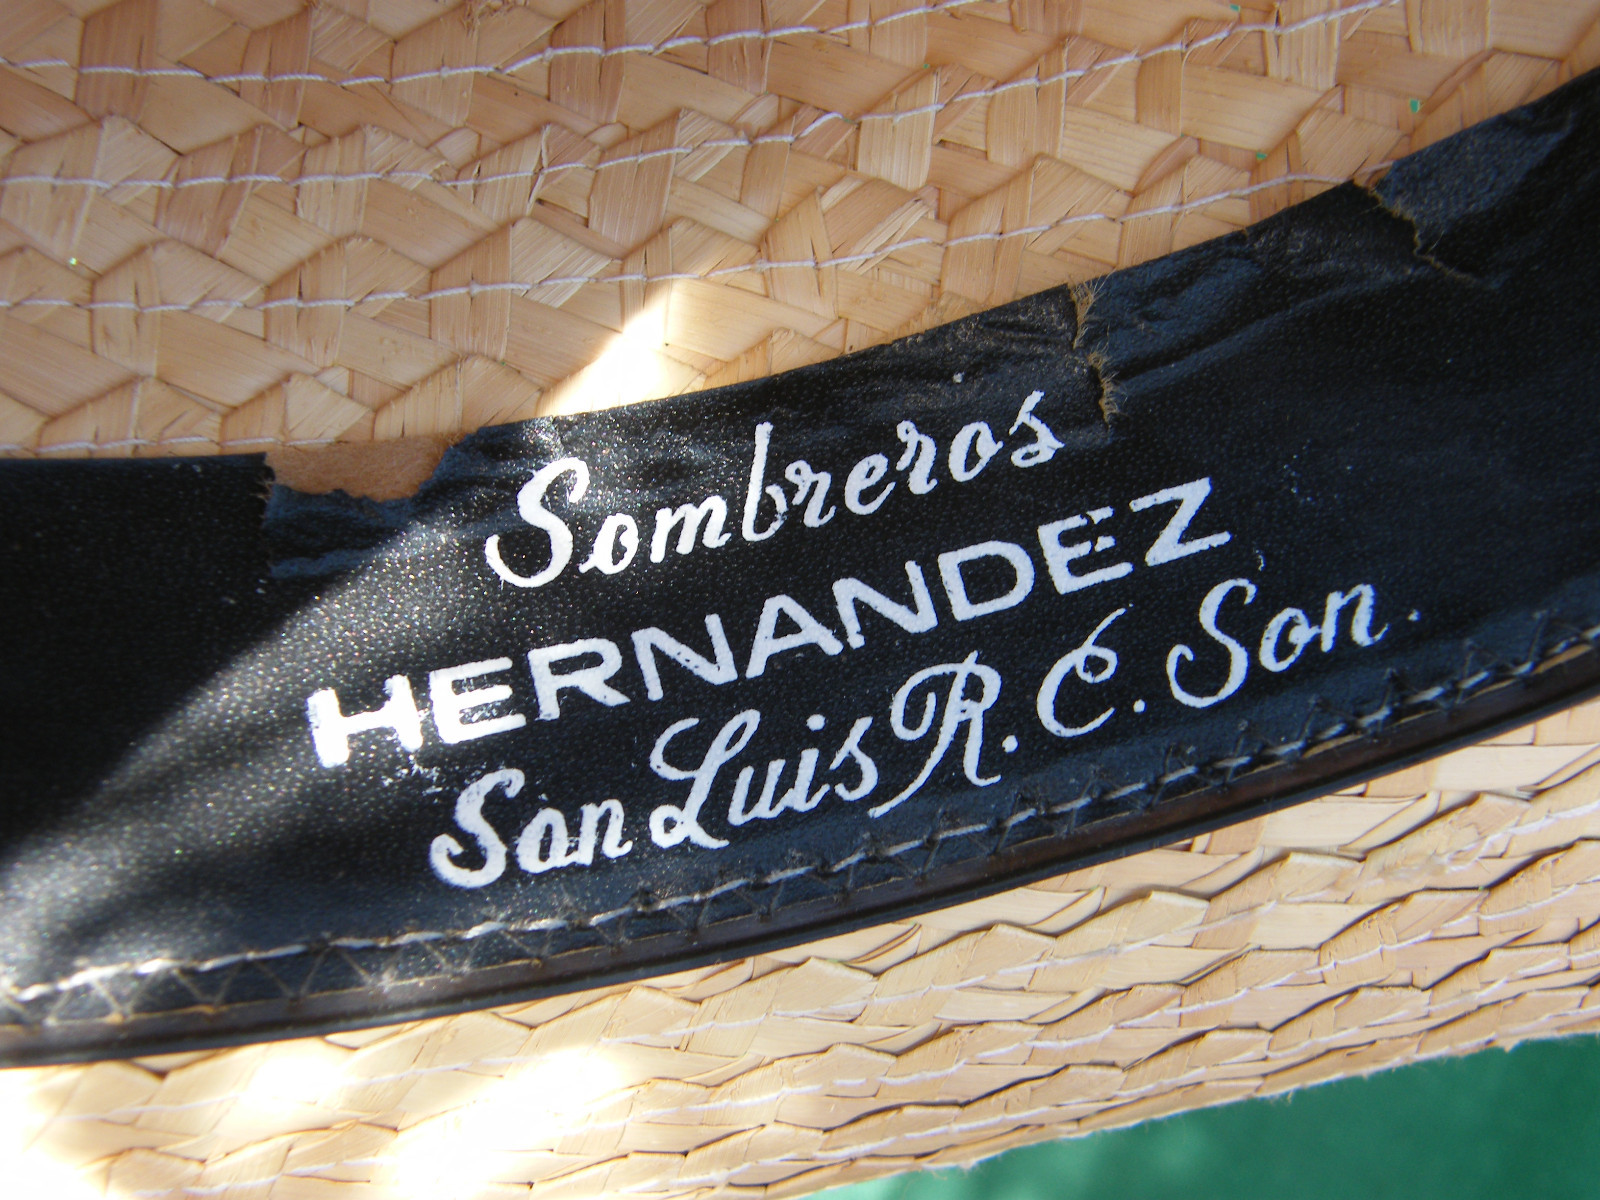 Sombreros
HERNANDEZ
San Luis R. C. Son.